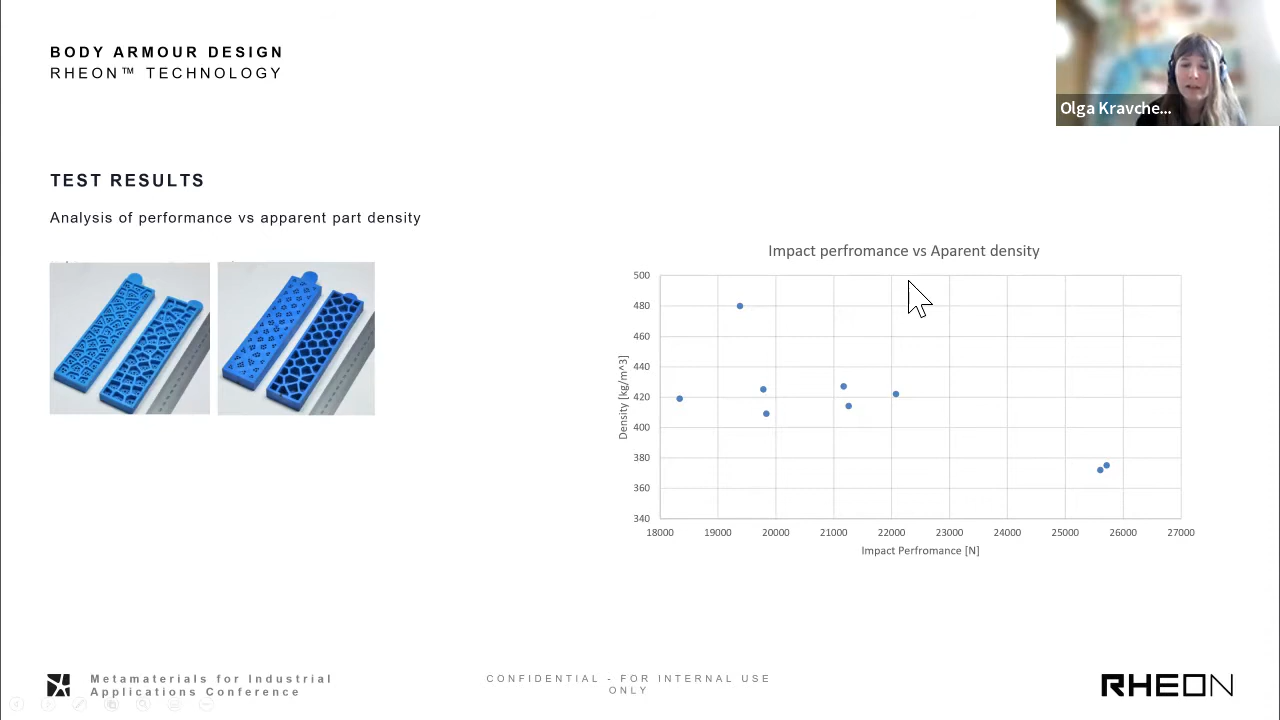 BODY ARMOUR DESIGN
RHEON™ TECHNOLOGY
Olga Kravche...
TEST RESULTS
Analysis of performance vs apparent part density
Impact perfromance vs Aparent density
500
480
460
440
420
400
380
360
340
Density [kg/m^3]
18000 19000 20000 21000 22000 23000 24000 25000 26000 27000
Impact Perfromance [N]
Metamaterials for Industrial
Applications Conference
CONFIDENTIAL - FOR INTERNAL USE
ONLY
RHEON